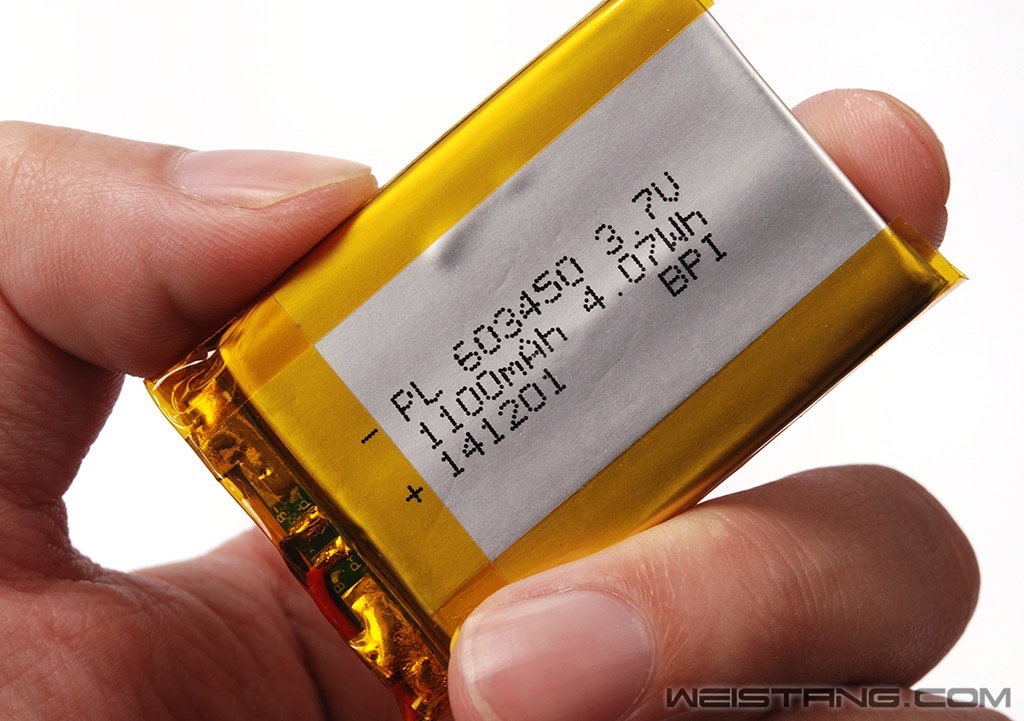 - PL 603450 3.7V
1100mAh 4.07Wh
+ 141201 BPI
WEISTANG.COM